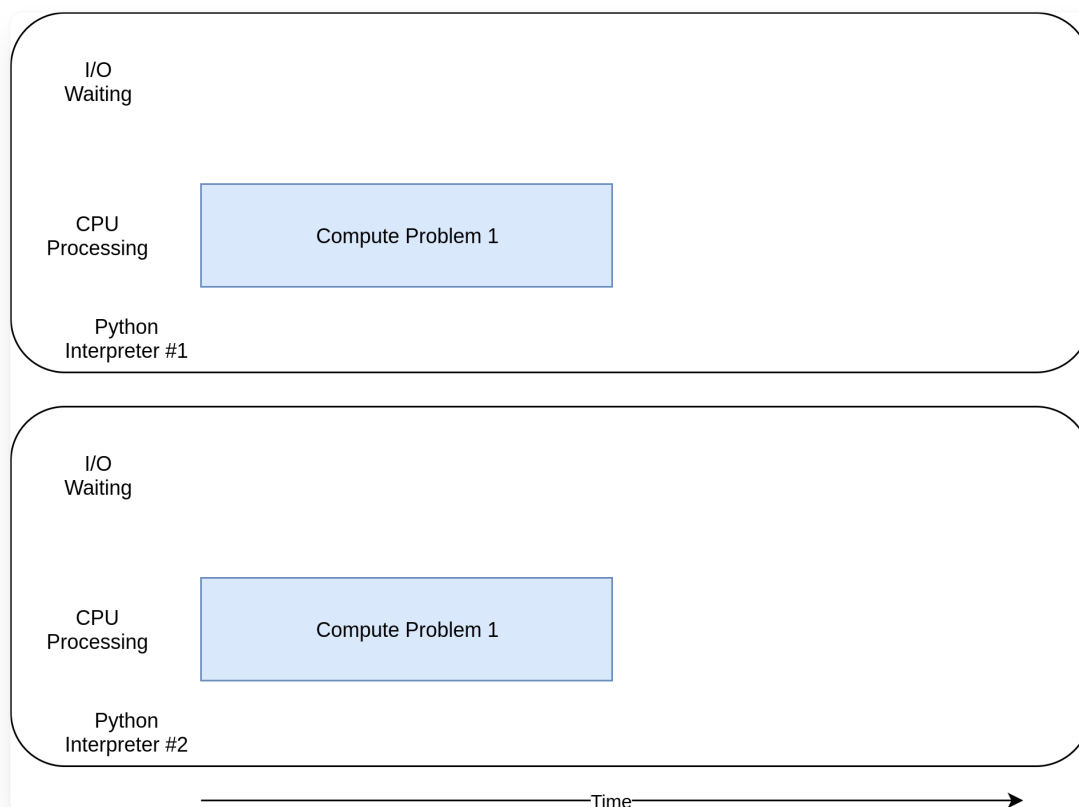 I/O
Waiting
CPU
Processing
Compute Problem 1
Python
Interpreter #1
I/O
Waiting
CPU
Processing
Compute Problem 1
Python
Interpreter #2
Time